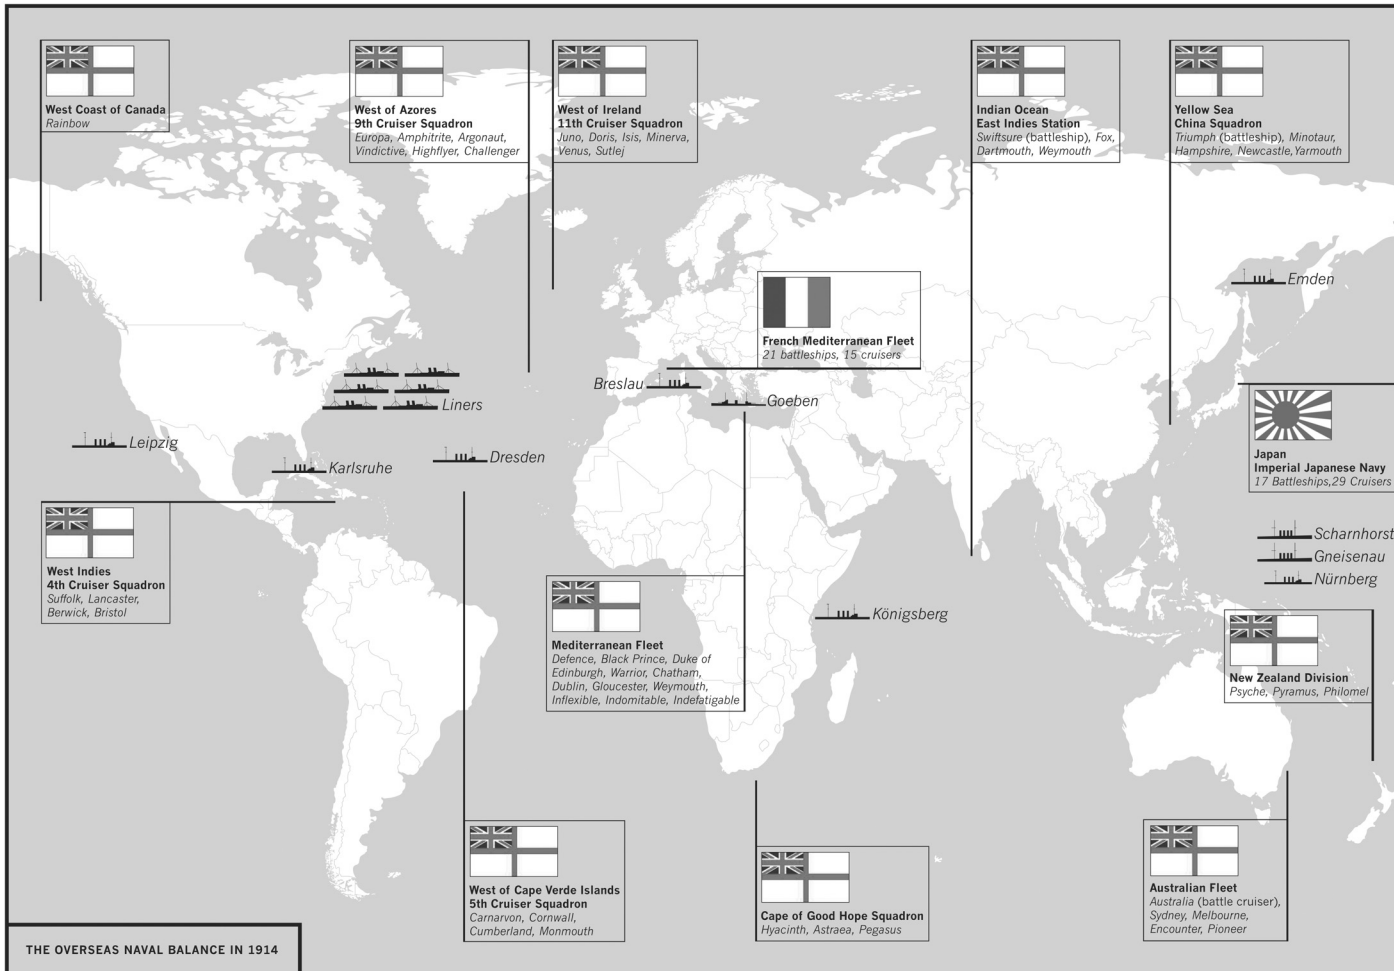 West Coast of Canada
Rainbow
West of Azores
9th Cruiser Squadron
Europa, Amphitrite, Argonaut,
Vindictive, Highflyer, Challenger
West of Ireland
11th Cruiser Squadron
Juno, Doris, Isis, Minerva,
Venus, Sutlej
Indian Ocean
East Indies Station
Swiftsure (battleship), Fox,
Dartmouth, Weymouth
Yellow Sea
China Squadron
Triumph (battleship), Minotaur,
Hampshire, Newcastle,Yarmouth
Emden
French Mediterranean Fleet
21 battleships, 15 cruisers
Breslau
Goeben
Liners
Leipzig
Karlsruhe
Dresden
Japan
Imperial Japanese Navy
17 Battleships,29 Cruisers
Scharnhorst
Gneisenau
Nürnberg
West Indies
4th Cruiser Squadron
Suffolk, Lancaster,
Berwick, Bristol
Königsberg
Mediterranean Fleet
Defence, Black Prince, Duke of
Edinburgh, Warrior, Chatham,
Dublin, Gloucester, Weymouth,
Inflexible, Indomitable, Indefatigable
New Zealand Division
Psyche, Pyramus, Philomel
West of Cape Verde Islands
5th Cruiser Squadron
Carnarvon, Cornwall,
Cumberland, Monmouth
Cape of Good Hope Squadron
Hyacinth, Astraea, Pegasus
Australian Fleet
Australia (battle cruiser),
Sydney, Melbourne,
Encounter, Pioneer
THE OVERSEAS NAVAL BALANCE IN 1914